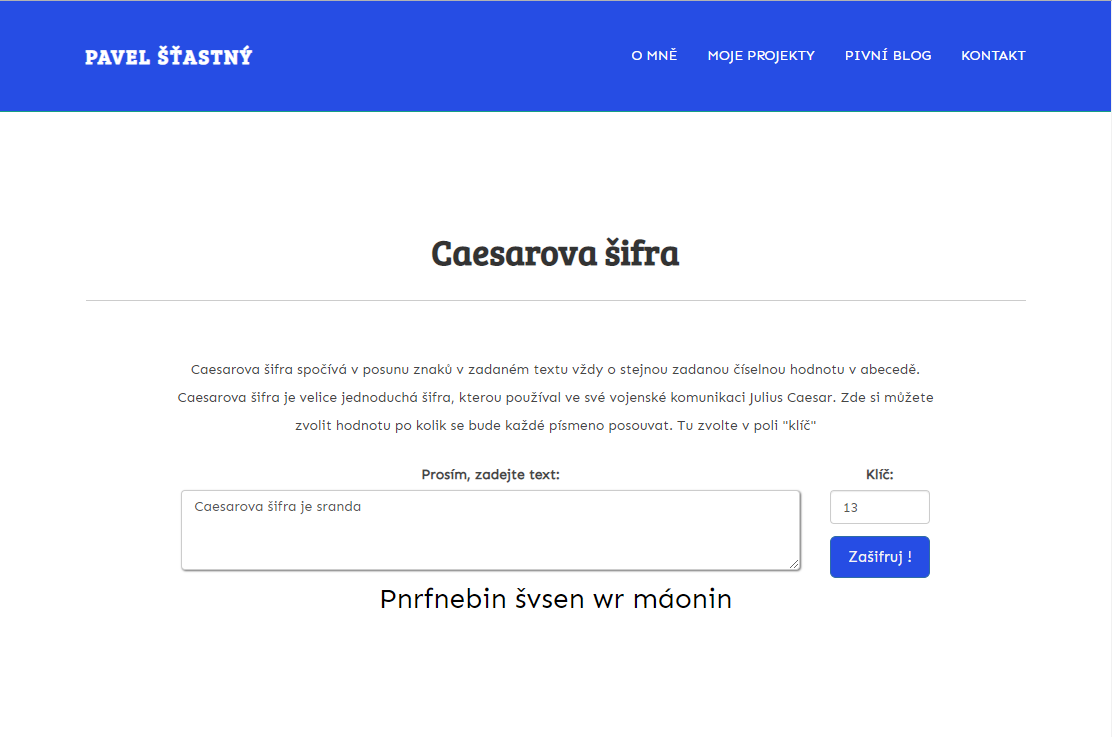 PAVEL ŠŤASTNÝ
O MNĚ MOJE PROJEKTY PIVNÍ BLOG KONTAKT
Caesarova šifra
Caesarova šifra spočívá v posunu znaků v zadaném textu vždy o stejnou zadanou číselnou hodnotu v abecedě.
Caesarova šifra je velice jednoduchá šifra, kterou používal ve své vojenské komunikaci Julius Caesar. Zde si můžete
zvolit hodnotu po kolik se bude každé písmeno posouvat. Tu zvolte v poli "klíč"
Prosím, zadejte text:
Caesarova šifra je sranda
Klíč:
13
Zašifruj !
Pnrfnebin švsen wr máonin